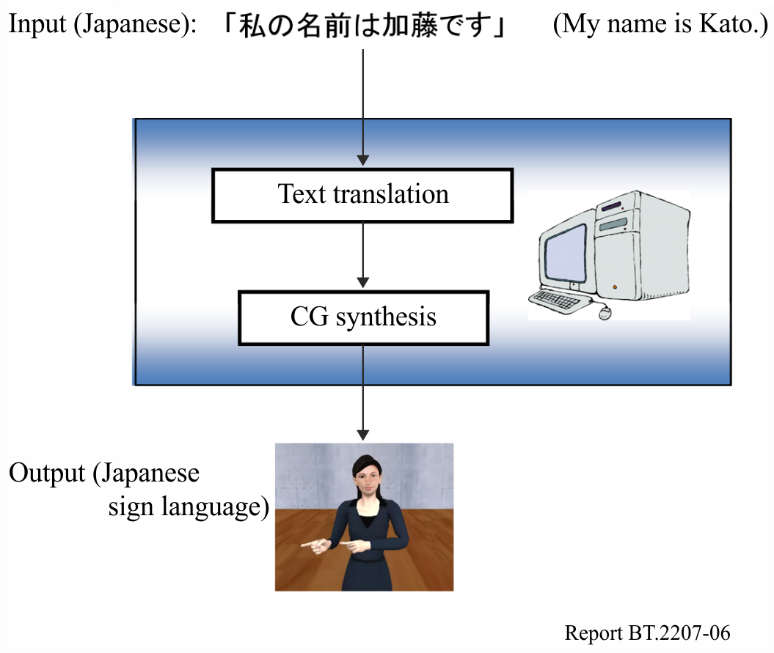 Input (Japanese): 「私の名前は加藤です」 (My name is Kato.)
Text translation
CG synthesis
Output (Japanese
sign language)
Report BT.2207-06